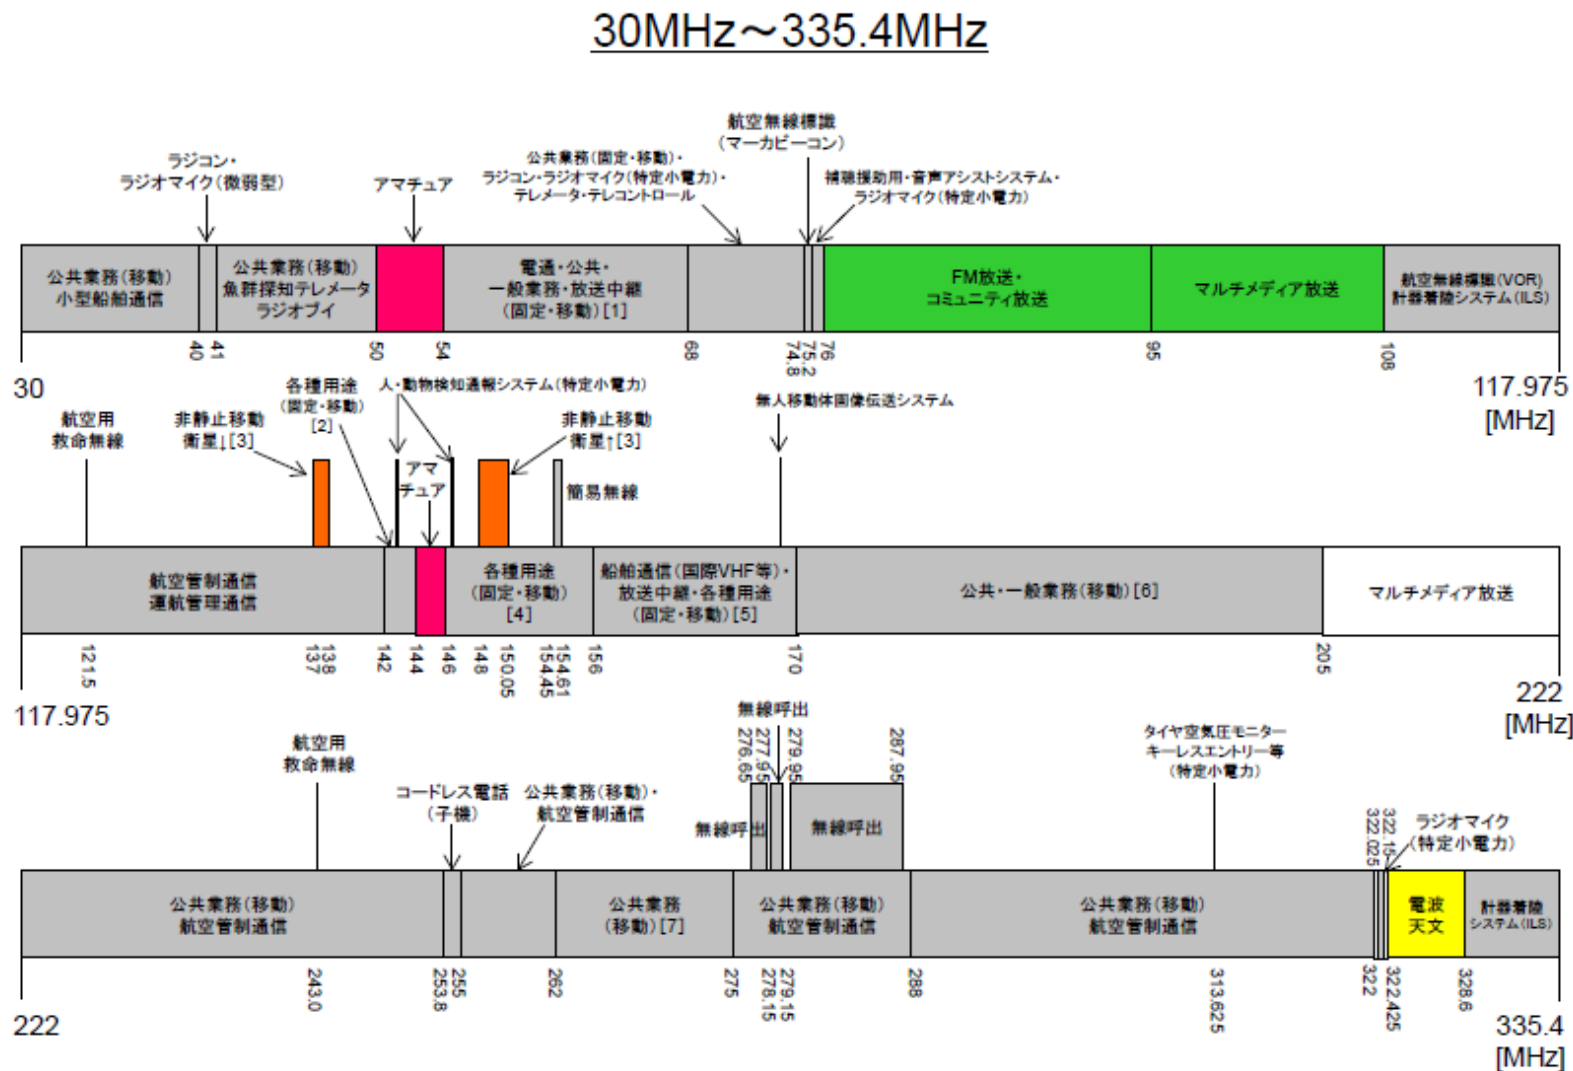 30MHz～335.4MHz
ラジコン・
ラジオマイク(微弱型)
アマチュア
公共業務(固定・移動)・
ラジコン・ラジオマイク(特定小電力)・
テレメータ・テレコントロール
航空無線標識
(マーカビーコン)
補聴援助用・音声アシストシステム・
ラジオマイク(特定小電力)
公共業務(移動)
小型船舶通信
公共業務(移動)
魚群探知テレメータ
ラジオブイ
電通・公共・
一般業務・放送中継
(固定・移動)[1]
FM放送・
コミュニティ放送
マルチメディア放送
航空無線標識(VOR)
計器着陸システム(ILS)
40
41
50
54
68
74.8
75.2
76
95
108
30
117.975
[MHz]
航空用
救命無線
非静止移動
衛星↓[3]
各種用途
(固定・移動)
[2]
人・動物検知通報システム(特定小電力)
アマ
チュア
非静止移動
衛星↑[3]
簡易無線
無人移動体画像伝送システム
航空管制通信
運航管理通信
各種用途
(固定・移動)
[4]
船舶通信(国際VHF等)・
放送中継・各種用途
(固定・移動)[5]
公共・一般業務(移動)[6]
マルチメディア放送
121.5
137
138
142
144
146
148
150.05
154.45
154.61
156
170
205
117.975
222
[MHz]
航空用
救命無線
コードレス電話
(子機)
公共業務(移動)・
航空管制通信
無線呼出
276.65
277.95
279.95
287.95
無線呼出
無線呼出
タイヤ空気圧モニター
キーレスエントリー等
(特定小電力)
322.025
322.15
ラジオマイク
(特定小電力)
公共業務(移動)
航空管制通信
公共業務
(移動)[7]
公共業務(移動)
航空管制通信
公共業務(移動)
航空管制通信
電波
天文
計器着陸
システム(ILS)
243.0
253.8
255
262
275
278.15
279.15
288
313.625
322
322.425
328.6
222
335.4
[MHz]